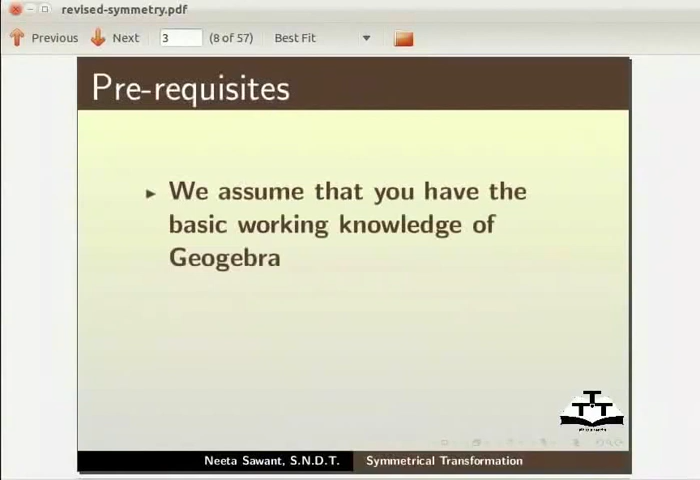 revised-symmetry.pdf
Previous Next 3 (8 of 57) Best Fit
Pre-requisites
► We assume that you have the
basic working knowledge of
Geogebra
TTT
Neeta Sawant, S.N.D.T. Symmetrical Transformation